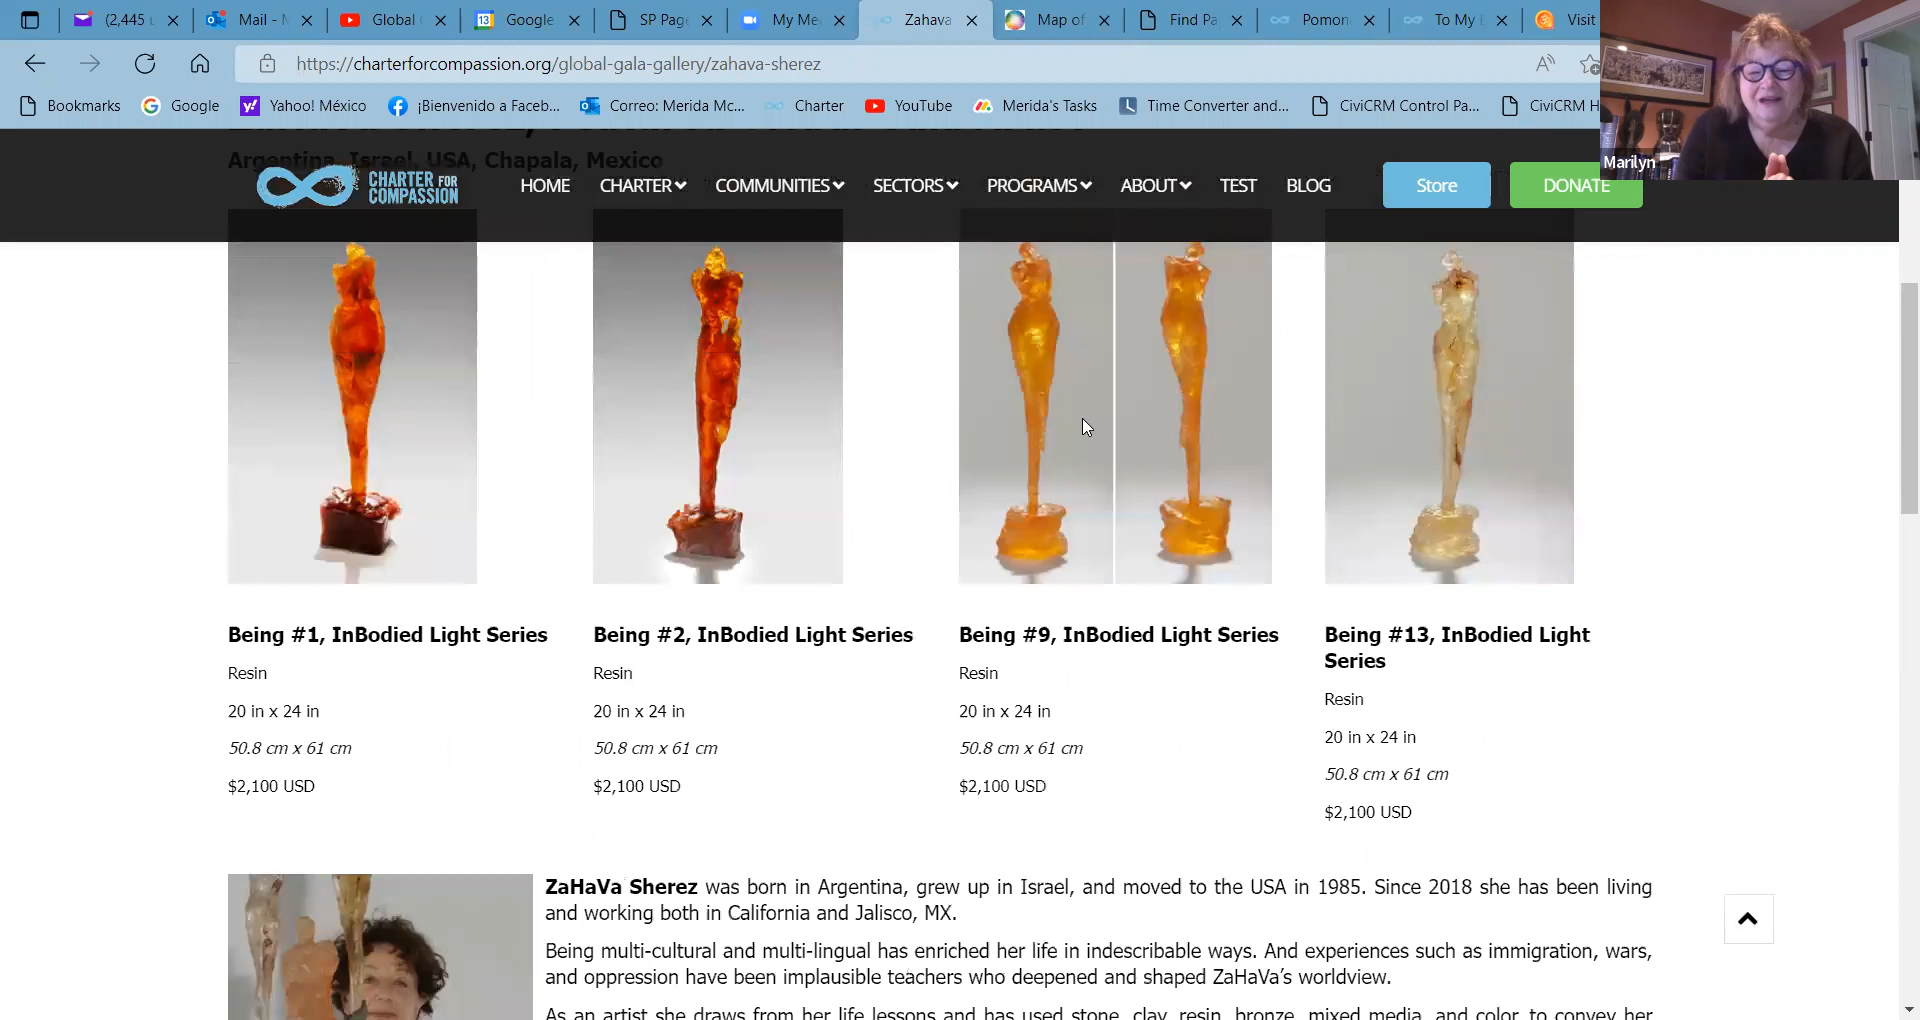 (2,445 u
Mail - M
Global
Google
SP Page
My Me
Zahava
Map of
Find Pa
Pomon
To My
Visit
https://charterforcompassion.org/global-gala-gallery/zahava-sherez
Bookmarks
Google
Yahoo! México
¡Bienvenido a Faceb...
Correo: Merida Mc...
Charter
YouTube
Merida's Tasks
Time Converter and...
CiviCRM Control Pa...
CiviCRM H
Marilyn
Argentina, Israel, USA, Chapala, Mexico
CHARTER FOR
COMPASSION
HOME
CHARTER
COMMUNITIES
SECTORS
PROGRAMS
ABOUT
TEST
BLOG
Store
DONATE
Being #1, InBodied Light Series
Resin
20 in x 24 in
50.8 cm x 61 cm
$2,100 USD
Being #2, InBodied Light Series
Resin
20 in x 24 in
50.8 cm x 61 cm
$2,100 USD
Being #9, InBodied Light Series
Resin
20 in x 24 in
50.8 cm x 61 cm
$2,100 USD
Being #13, InBodied Light
Series
Resin
20 in x 24 in
50.8 cm x 61 cm
$2,100 USD
ZaHaVa Sherez was born in Argentina, grew up in Israel, and moved to the USA in 1985. Since 2018 she has been living
and working both in California and Jalisco, MX.
Being multi-cultural and multi-lingual has enriched her life in indescribable ways. And experiences such as immigration, wars,
and oppression have been implausible teachers who deepened and shaped ZaHaVa's worldview.
As an artist she draws from her life lessons and has used stone, clay, resin, bronze, mixed media, and color, to convey her